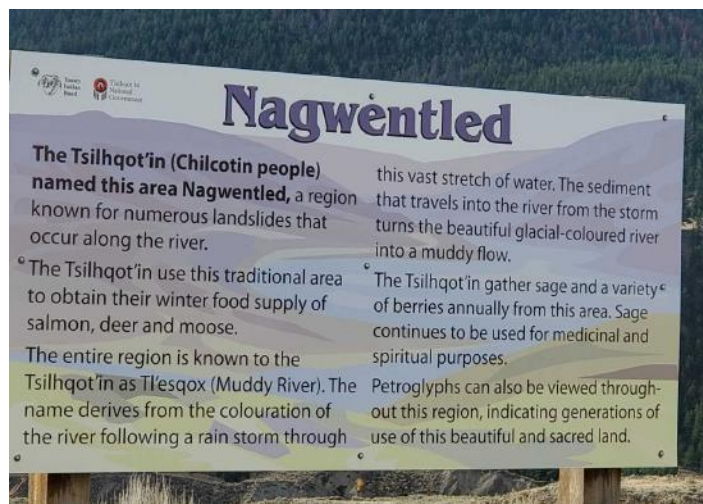 Tsilhqot'in
National
Government
Nagwentled
The Tsilhqot'in (Chilcotin people)
named this area Nagwentled, a region
known for numerous landslides that
occur along the river.
The Tsilhqot'in use this traditional area
to obtain their winter food supply of
salmon, deer and moose.
The entire region is known to the
Tsilhqot'in as Tl'esqox (Muddy River). The
name derives from the colouration of
the river following a rain storm through
this vast stretch of water. The sediment
that travels into the river from the storm
turns the beautiful glacial-coloured river
into a muddy flow.
The Tsilhqot'in gather sage and a variety
of berries annually from this area. Sage
continues to be used for medicinal and
spiritual purposes.
Petroglyphs can also be viewed through-
out this region, indicating generations of
use of this beautiful and sacred land.